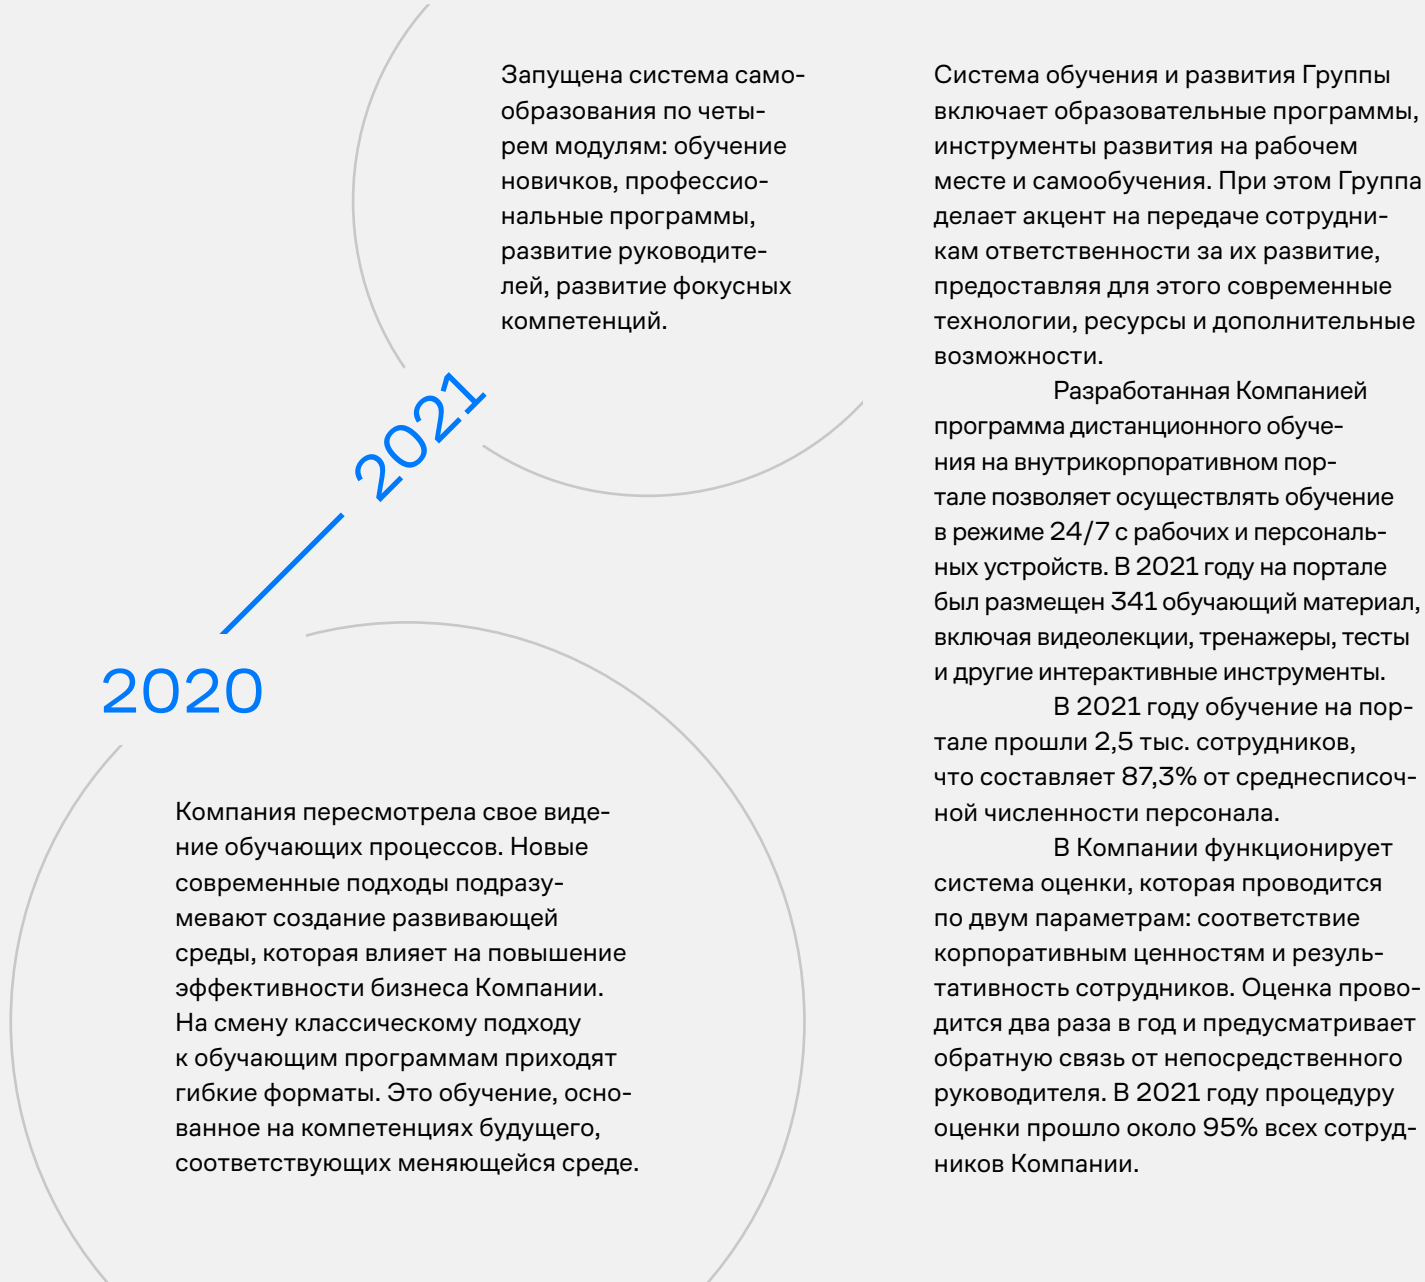 Запущена система само-
образования по четы-
рем модулям: обучение
новичков, профессио-
нальные программы,
развитие руководите-
лей, развитие фокусных
компетенций.
2021
2020
Компания пересмотрела свое виде-
ние обучающих процессов. Новые
современные подходы подразу-
мевают создание развивающей
среды, которая влияет на повышение
эффективности бизнеса Компании.
На смену классическому подходу
к обучающим программам приходят
гибкие форматы. Это обучение, осно-
ванное на компетенциях будущего,
соответствующих меняющейся среде.
Система обучения и развития Группы
включает образовательные программы,
инструменты развития на рабочем
месте и самообучения. При этом Группа
делает акцент на передаче сотрудни-
кам ответственности за их развитие,
предоставляя для этого современные
технологии, ресурсы и дополнительные
возможности.
Разработанная Компанией
программа дистанционного обуче-
ния на внутрикорпоративном пор-
тале позволяет осуществлять обучение
в режиме 24/7 с рабочих и персональ-
ных устройств. В 2021 году на портале
был размещен 341 обучающий материал,
включая видеолекции, тренажеры, тесты
и другие интерактивные инструменты.
В 2021 году обучение на пор-
тале прошли 2,5 тыс. сотрудников,
что составляет 87,3% от среднесписоч-
ной численности персонала.
В Компании функционирует
система оценки, которая проводится
по двум параметрам: соответствие
корпоративным ценностям и резуль-
тативность сотрудников. Оценка прово-
дится два раза в год и предусматривает
обратную связь от непосредственного
руководителя. В 2021 году процедуру
оценки прошло около 95% всех сотруд-
ников Компании.